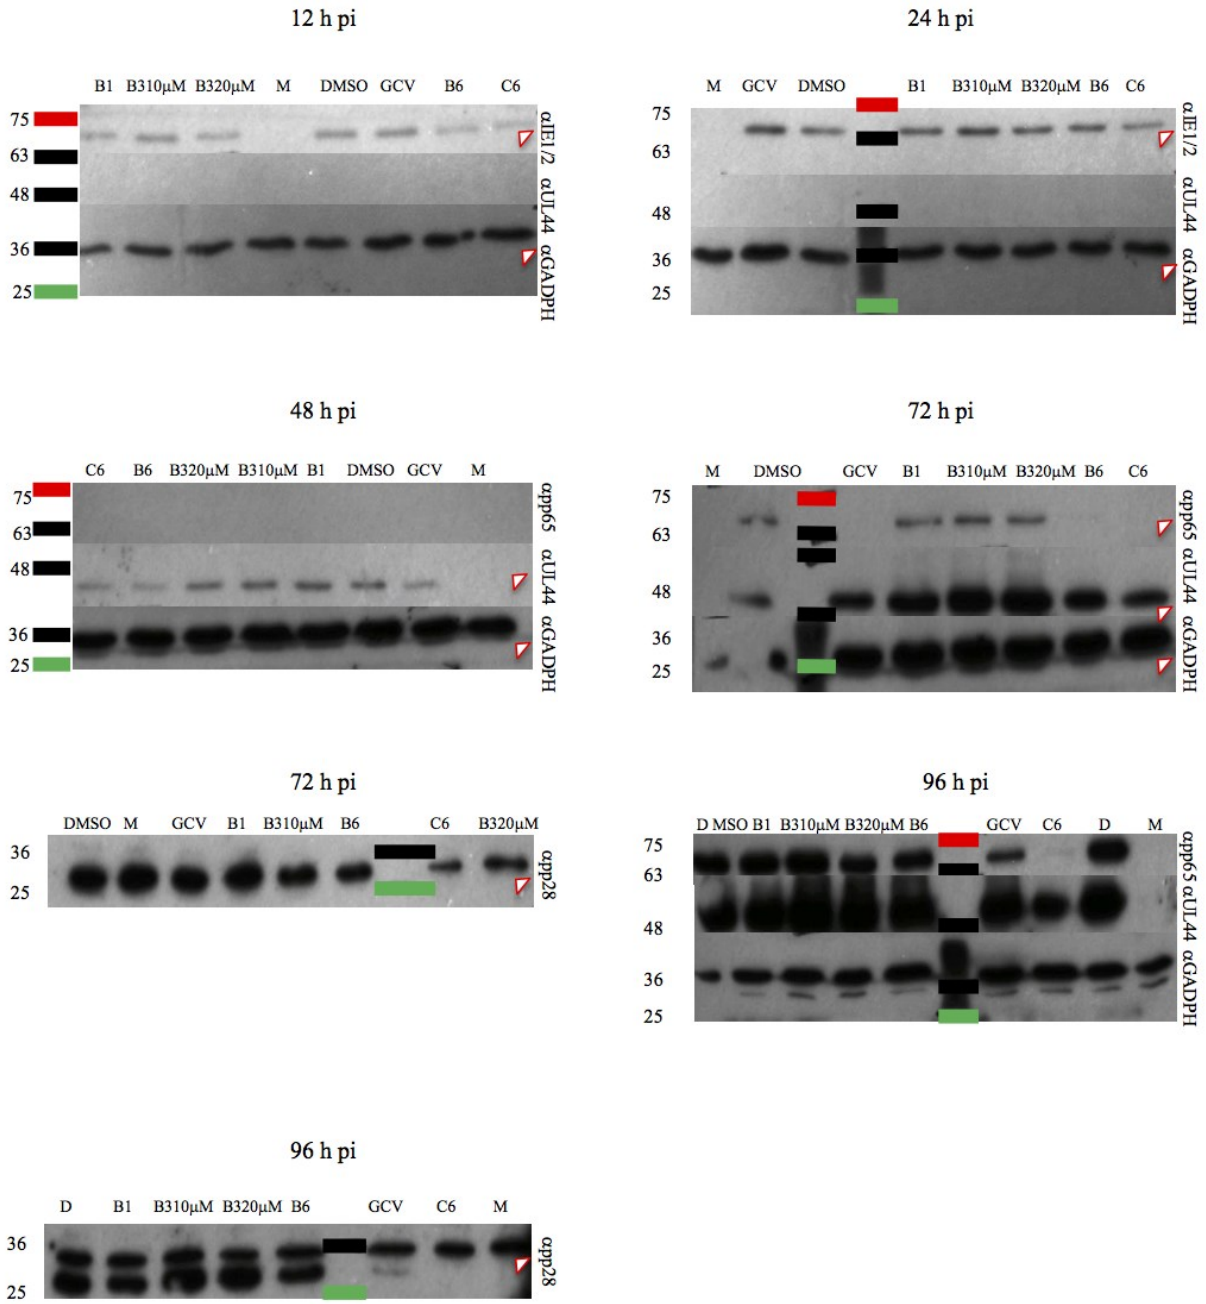 12 h pi
B1 B310µM B320µM M DMSO GCV B6 C6
75
63
48
36
25
αIE1/2
αUL44
αGADPH
24 h pi
M GCV DMSO B1 B310µM B320µM B6 C6
75
63
48
36
25
αIE1/2
αUL44
αGADPH
48 h pi
C6 B6 B320µM B310µM B1 DMSO GCV M
75
63
48
36
25
αpp65
αUL44
αGADPH
72 h pi
M DMSO GCV B1 B310µM B320µM B6 C6
75
63
48
36
25
αpp65
αUL44
αGADPH
72 h pi
DMSO M GCV B1 B310µM B6 C6 B320µM
36
25
αpp28
96 h pi
D MSO B1 B310µM B320µM B6 GCV C6 D M
75
63
48
36
25
αpp65
αUL44
αGADPH
96 h pi
D B1 B310µM B320µM B6 GCV C6 M
36
25
αpp28